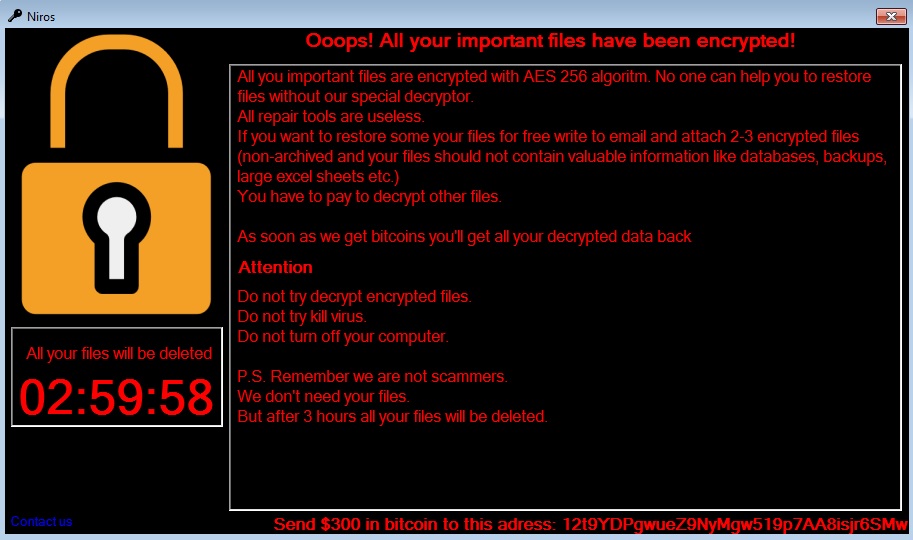 Niros
Ooops! All your important files have been encrypted!
All you important files are encrypted with AES 256 algoritm. No one can help you to restore
files without our special decryptor.
All repair tools are useless.
If you want to restore some your files for free write to email and attach 2-3 encrypted files
(non-archived and your files should not contain valuable information like databases, backups,
large excel sheets etc.)
You have to pay to decrypt other files.
As soon as we get bitcoins you'll get all your decrypted data back
Attention
Do not try decrypt encrypted files.
Do not try kill virus.
Do not turn off your computer.
P.S. Remember we are not scammers.
We don't need your files.
But after 3 hours all your files will be deleted.
All your files will be deleted
02:59:58
Contact us
Send $300 in bitcoin to this adress: 12t9YDPgwueZ9NyMgw519p7AA8isjr6SMw